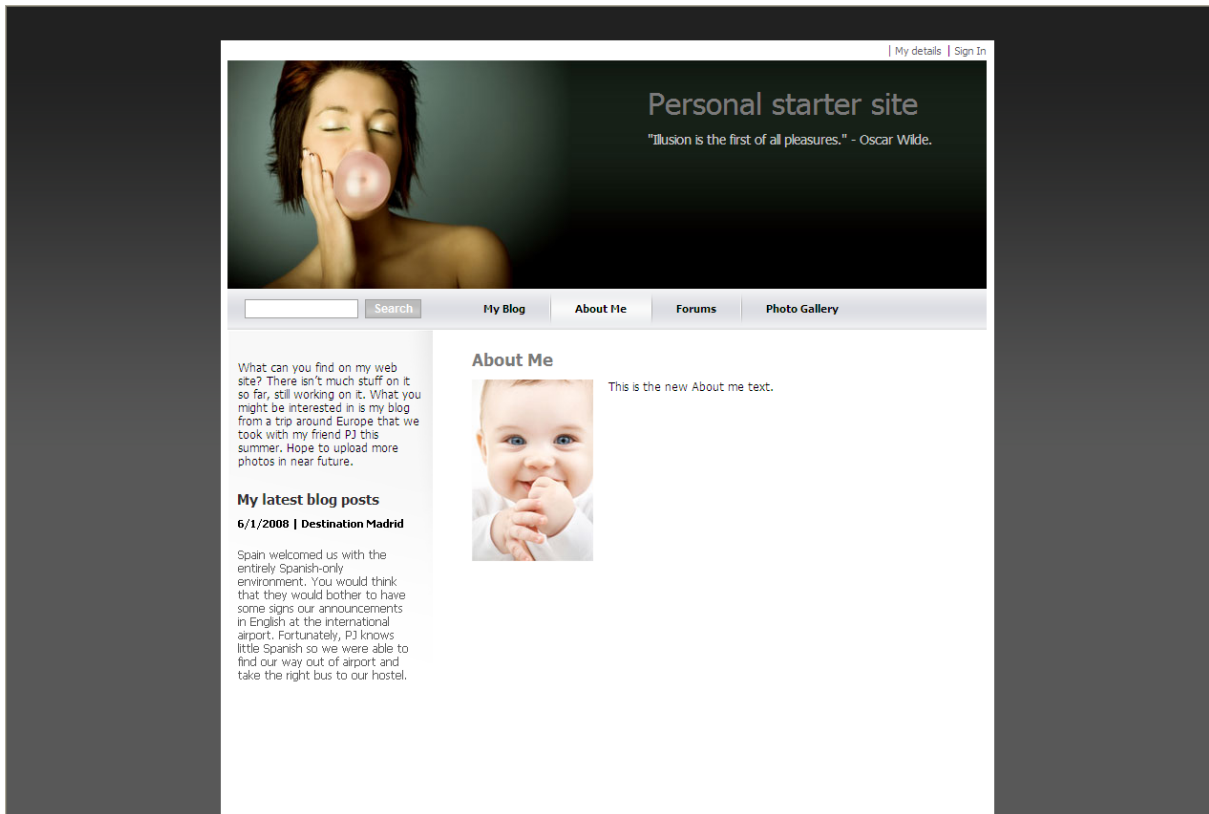 My details | Sign In
Personal starter site
"Illusion is the first of all pleasures." - Oscar Wilde.
Search
My Blog
About Me
Forums
Photo Gallery
What can you find on my web
site? There isn't much stuff on it
so far, still working on it. What you
might be interested in is my blog
from a trip around Europe that we
took with my friend PJ this
summer. Hope to upload more
photos in near future.
My latest blog posts
6/1/2008 | Destination Madrid
Spain welcomed us with the
entirely Spanish-only
environment. You would think
that they would bother to have
some signs our announcements
in English at the international
airport. Fortunately, PJ knows
little Spanish so we were able to
find our way out of airport and
take the right bus to our hostel.
About Me
This is the new About me text.